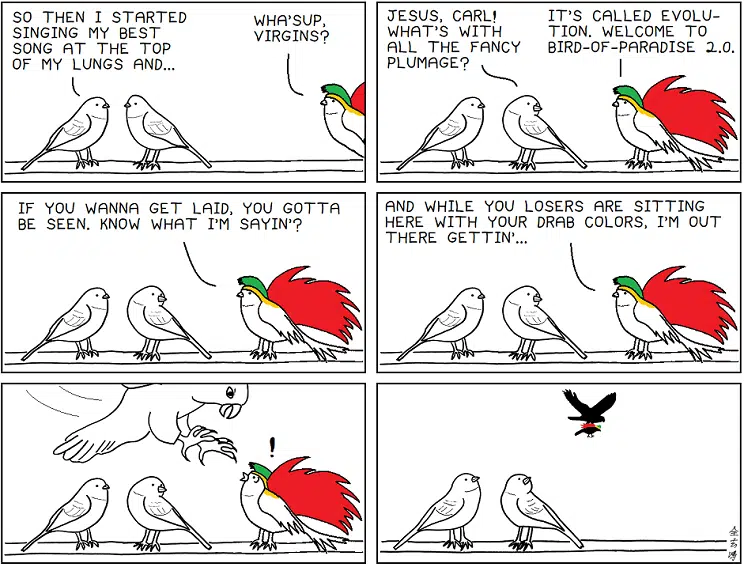 SO THEN I STARTED
SINGING MY BEST
SONG AT THE TOP
OF MY LUNGS AND...
WHA'SUP,
VIRGINS?
JESUS, CARL!
WHAT'S WITH
ALL THE FANCY
PLUMAGE?
IT'S CALLED EVOLU-
TION. WELCOME TO
BIRD-OF-PARADISE 2.0.
IF YOU WANNA GET LAID, YOU GOTTA
BE SEEN. KNOW WHAT I'M SAYIN'?
AND WHILE YOU LOSERS ARE SITTING
HERE WITH YOUR DRAB COLORS, I'M OUT
THERE GETTIN'...
!